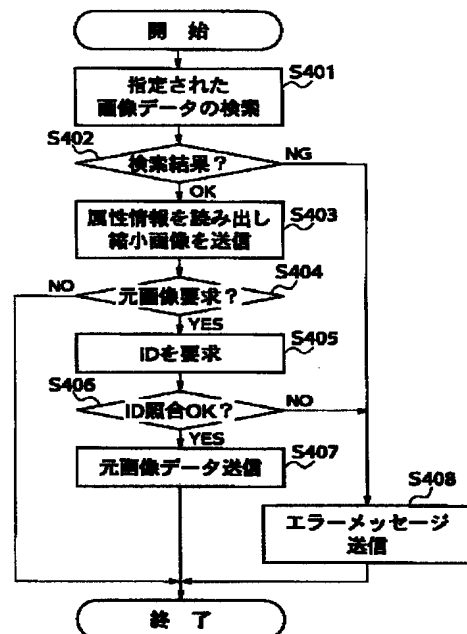 開 始
S401
指定された
画像データの検索
S402
検索結果？
NG
OK
属性情報を読み出し
縮小画像を送信
S403
S404
NO
元画像要求？
YES
S405
IDを要求
S406
ID照合OK？
NO
YES
S407
元画像データ送信
S408
エラーメッセージ
送信
終 了